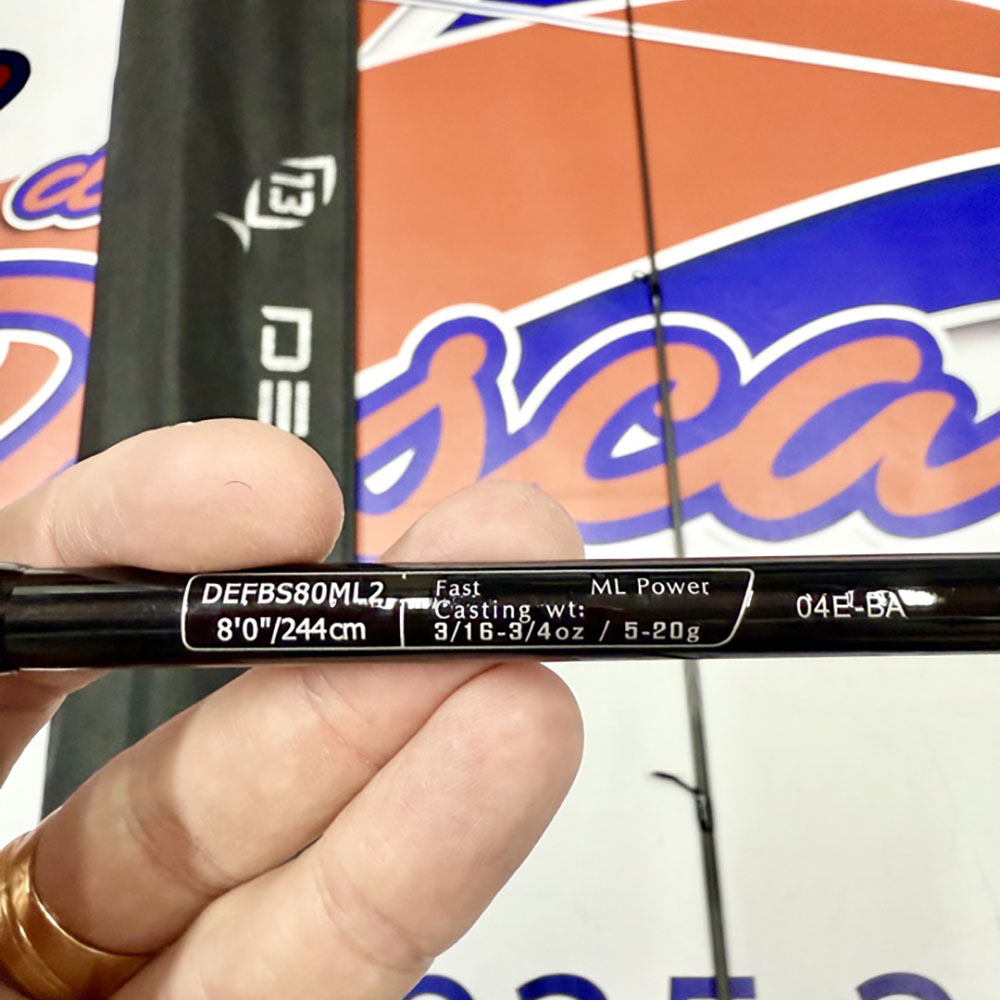 13
DE
d
sca
DEFBS80ML2
8'0"/244cm
Fast ML Power
Casting wt:
3/16-3/4oz / 5-20g
04E-BA